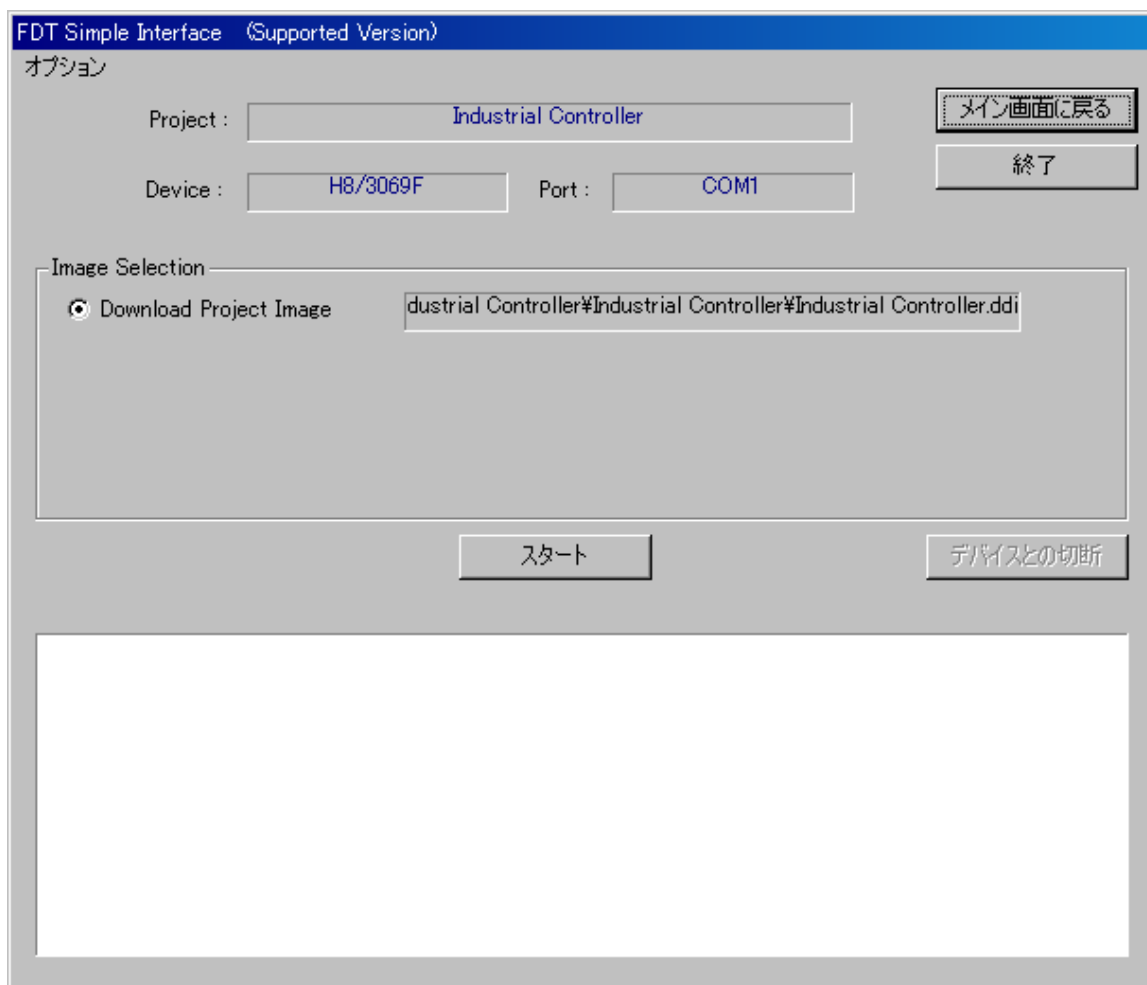 FDT Simple Interface (Supported Version)
オプション
Project : Industrial Controller
メイン画面に戻る
終了
Device : H8/3069F Port : COM1
Image Selection
Download Project Image dustrial Controller¥Industrial Controller¥Industrial Controller.ddi
スタート
デバイスとの切断